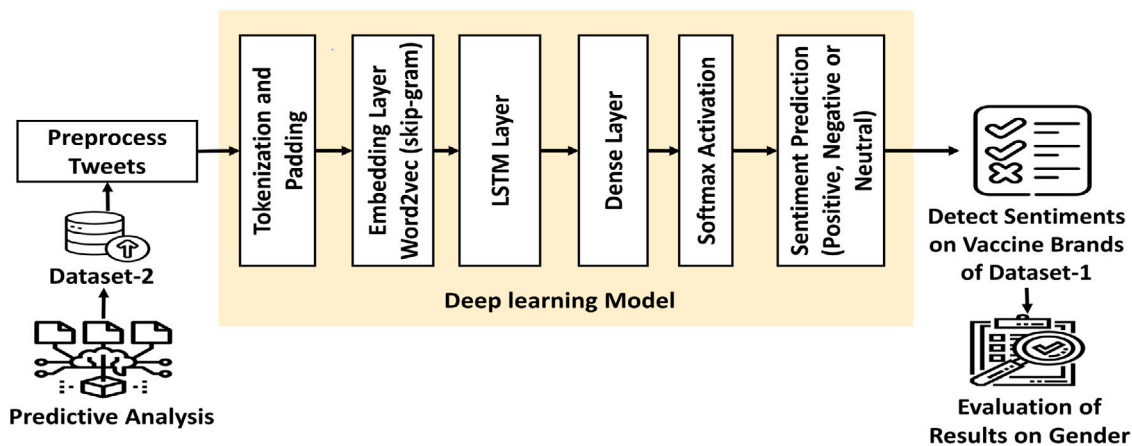 Preprocess
Tweets
Dataset-2
Predictive Analysis
Tokenization and
Padding
Embedding Layer
Word2vec (skip-gram)
LSTM Layer
Dense Layer
Softmax Activation
Sentiment Prediction
(Positive, Negative or
Neutral)
Deep learning Model
Detect Sentiments
on Vaccine Brands
of Dataset-1
Evaluation of
Results on Gender